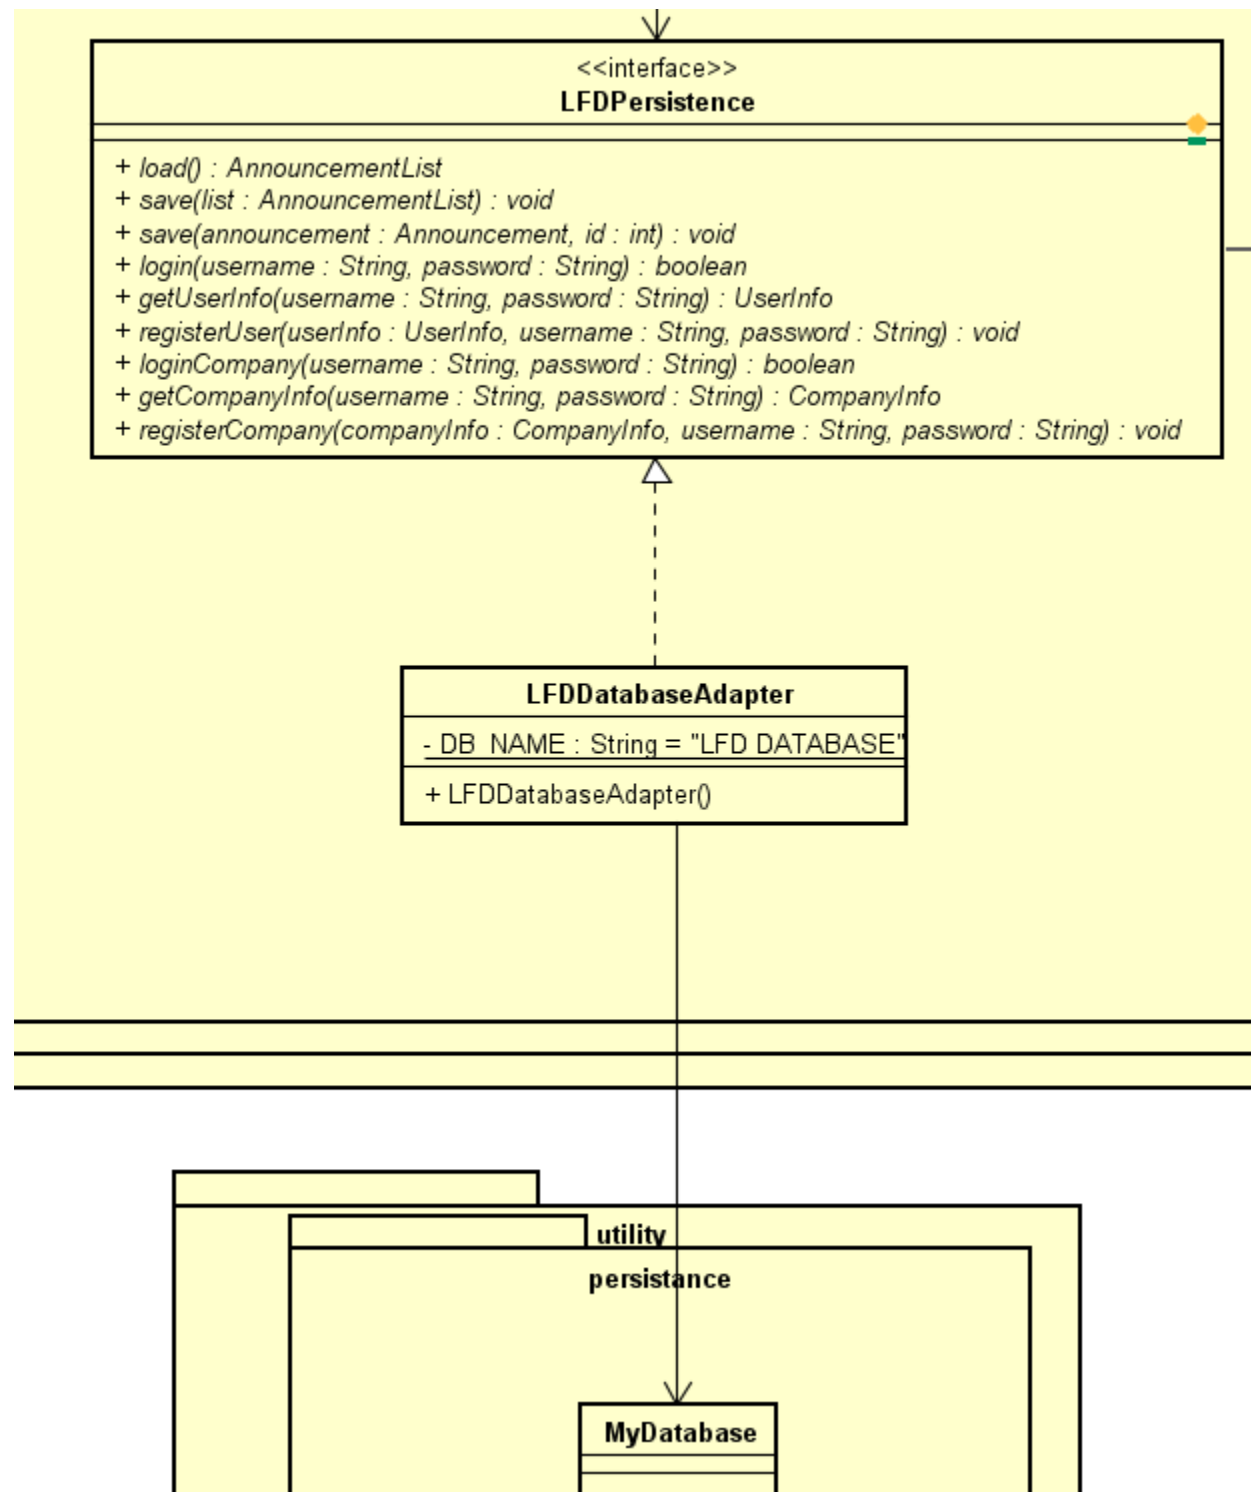 <<interface>>
LFDPersistence
+ load() : AnnouncementList
+ save(list : AnnouncementList) : void
+ save(announcement : Announcement, id : int) : void
+ login(username : String, password : String) : boolean
+ getUserInfo(username : String, password : String) : UserInfo
+ registerUser(userInfo : UserInfo, username : String, password : String) : void
+ loginCompany(username : String, password : String) : boolean
+ getCompanyInfo(username : String, password : String) : CompanyInfo
+ registerCompany(companyInfo : CompanyInfo, username : String, password : String) : void
LFDDatabaseAdapter
- DB_NAME : String = "LFD DATABASE"
+ LFDDatabaseAdapter()
utility
persistance
MyDatabase